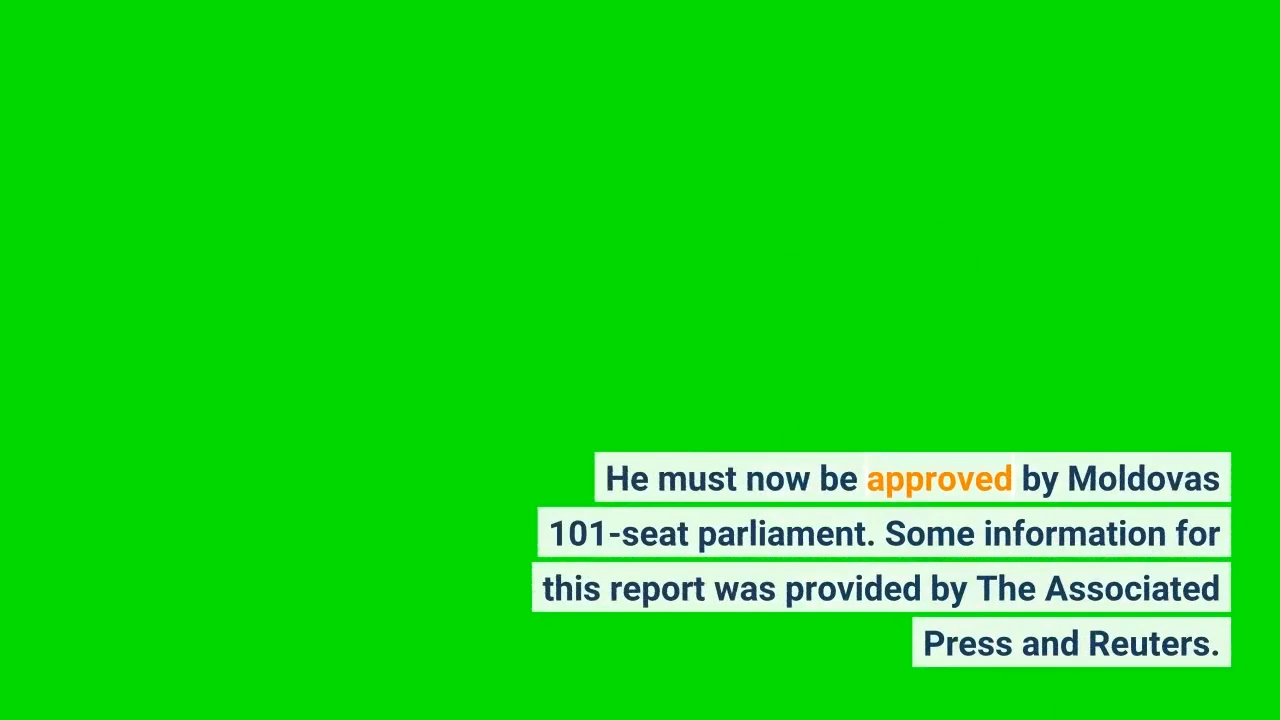 He must now be approved by Moldovas
101-seat parliament. Some information for
this report was provided by The Associated
Press and Reuters.